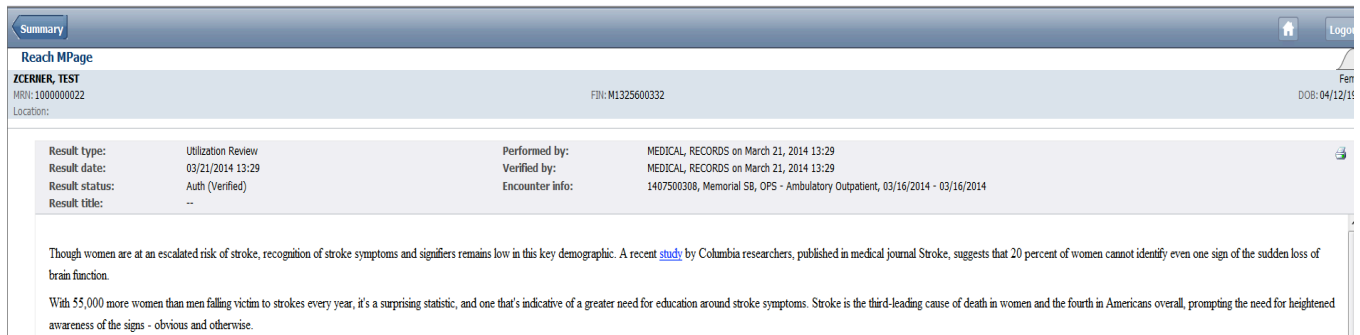 Summary
Reach MPage
ZCERNER, TEST
MRN: 1000000022 FIN: M1325600332
Location:
Result type: Utilization Review Performed by: MEDICAL, RECORDS on March 21, 2014 13:29
Result date: 03/21/2014 13:29 Verified by: MEDICAL, RECORDS on March 21, 2014 13:29
Result status: Auth (Verified) Encounter info: 1407500308, Memorial SB, OPS - Ambulatory Outpatient, 03/16/2014 - 03/16/2014
Result title: --
Though women are at an escalated risk of stroke, recognition of stroke symptoms and signifiers remains low in this key demographic. A recent study by Columbia researchers, published in medical journal Stroke, suggests that 20 percent of women cannot identify even one sign of the sudden loss of
brain function.
With 55,000 more women than men falling victim to strokes every year, it's a surprising statistic, and one that's indicative of a greater need for education around stroke symptoms. Stroke is the third-leading cause of death in women and the fourth in Americans overall, prompting the need for heightened
awareness of the signs - obvious and otherwise.